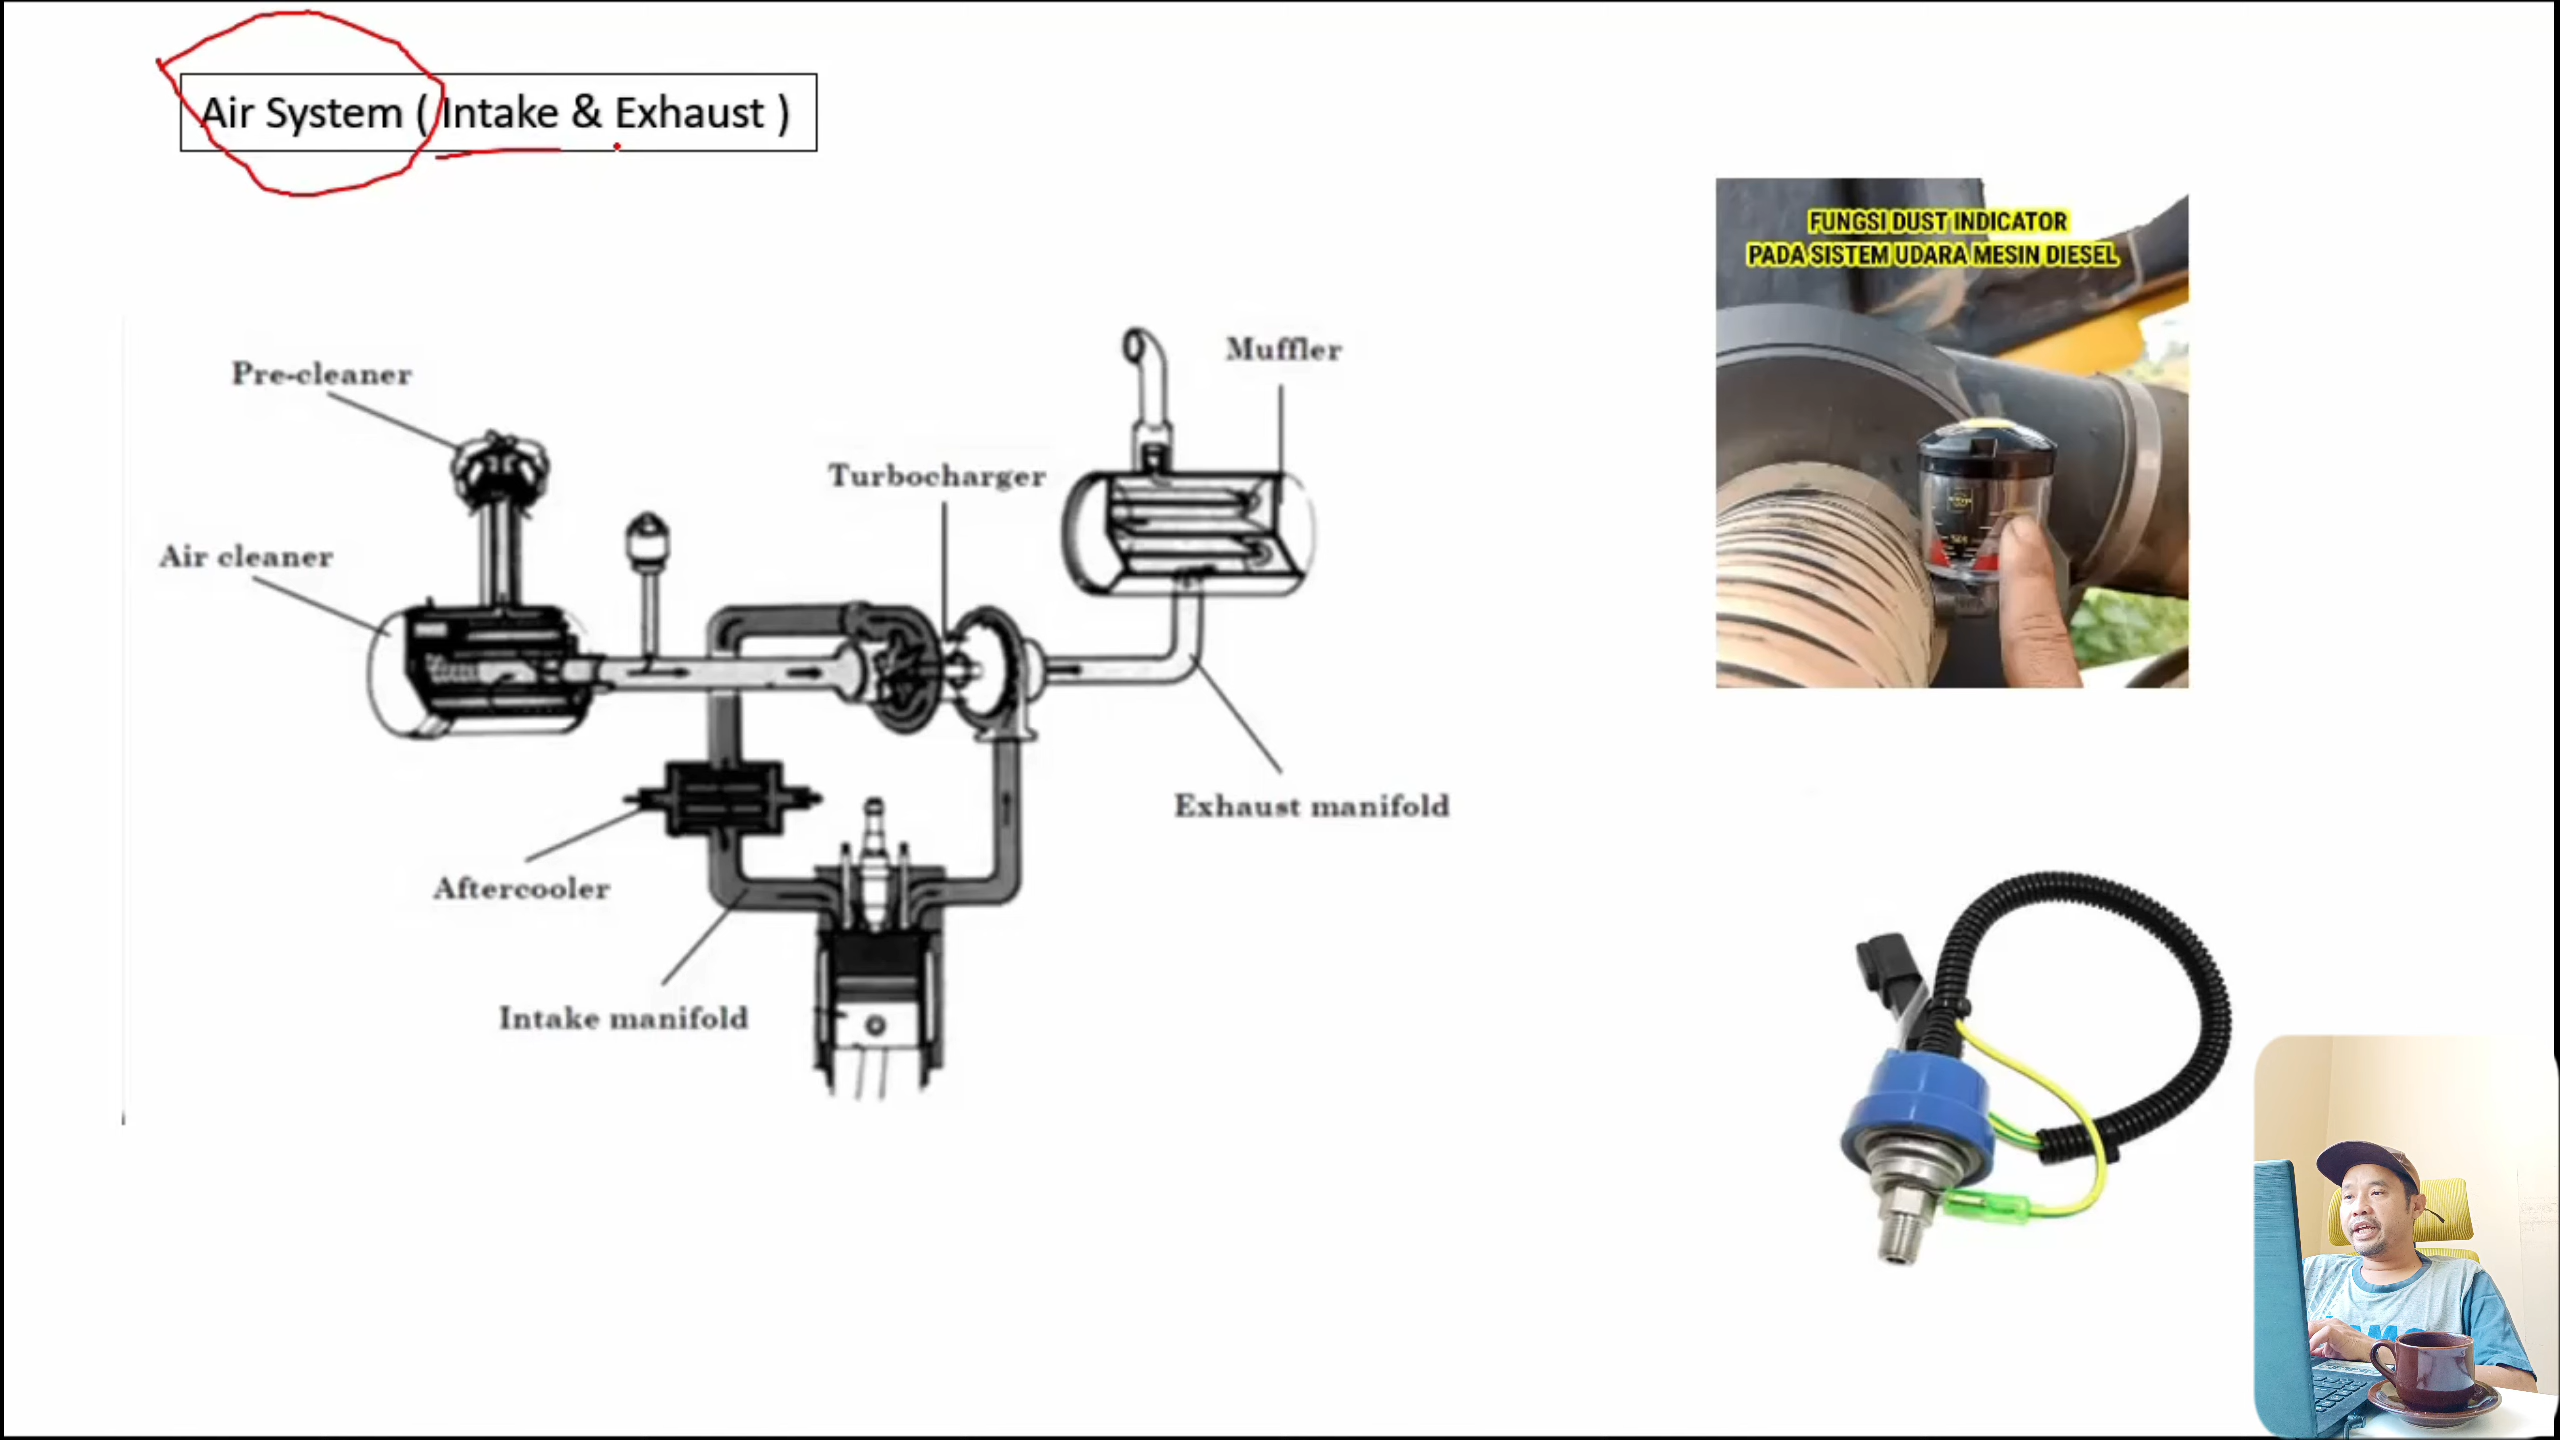 Air System ( Intake & Exhaust )
FUNGSI DUST INDICATOR
PADA SISTEM UDARA MESIN DIESEL
Muffler
Pre-cleaner
Turbocharger
Air cleaner
Exhaust manifold
Aftercooler
Intake manifold